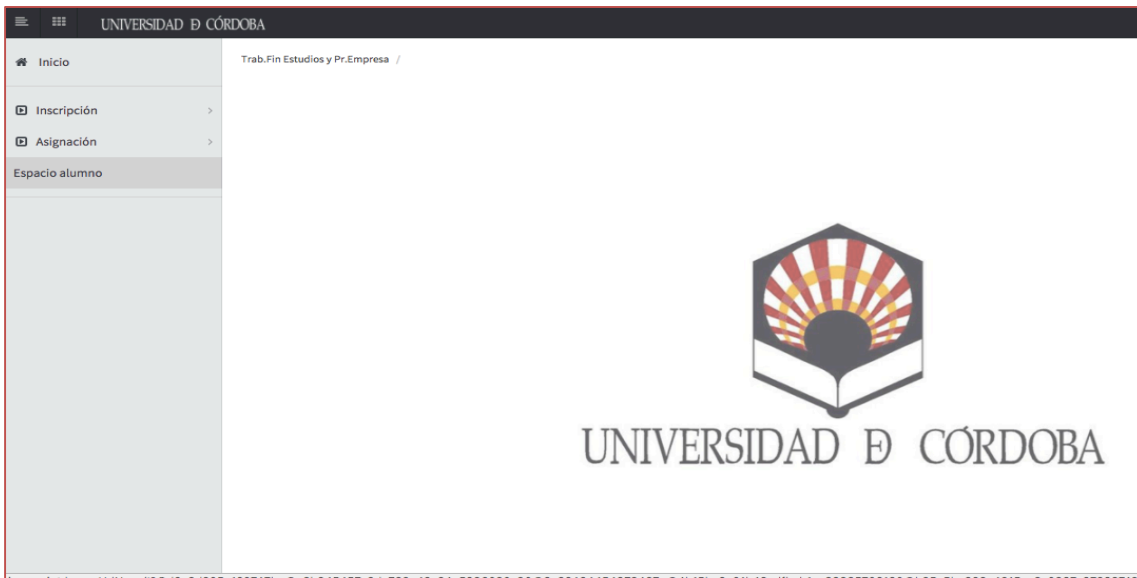 UNIVERSIDAD Ð CÓRDOBA
Inicio
Trab.Fin Estudios y Pr.Empresa /
Inscripción >
Asignación >
Espacio alumno
UNIVERSIDAD Ð CÓRDOBA